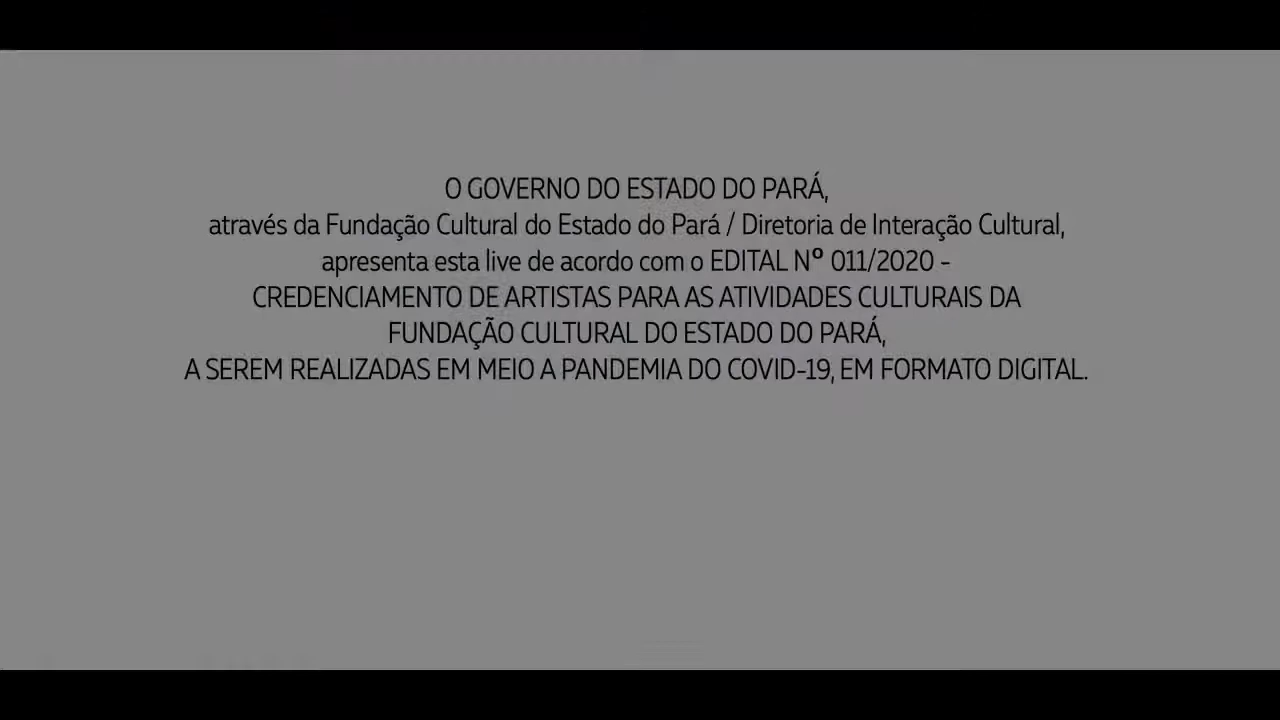 O GOVERNO DO ESTADO DO PARÁ,
através da Fundação Cultural do Estado do Pará / Diretoria de Interação Cultural,
apresenta esta live de acordo com o EDITAL Nº 011/2020 -
CREDENCIAMENTO DE ARTISTAS PARA AS ATIVIDADES CULTURAIS DA
FUNDAÇÃO CULTURAL DO ESTADO DO PARÁ,
A SEREM REALIZADAS EM MEIO A PANDEMIA DO COVID-19, EM FORMATO DIGITAL.